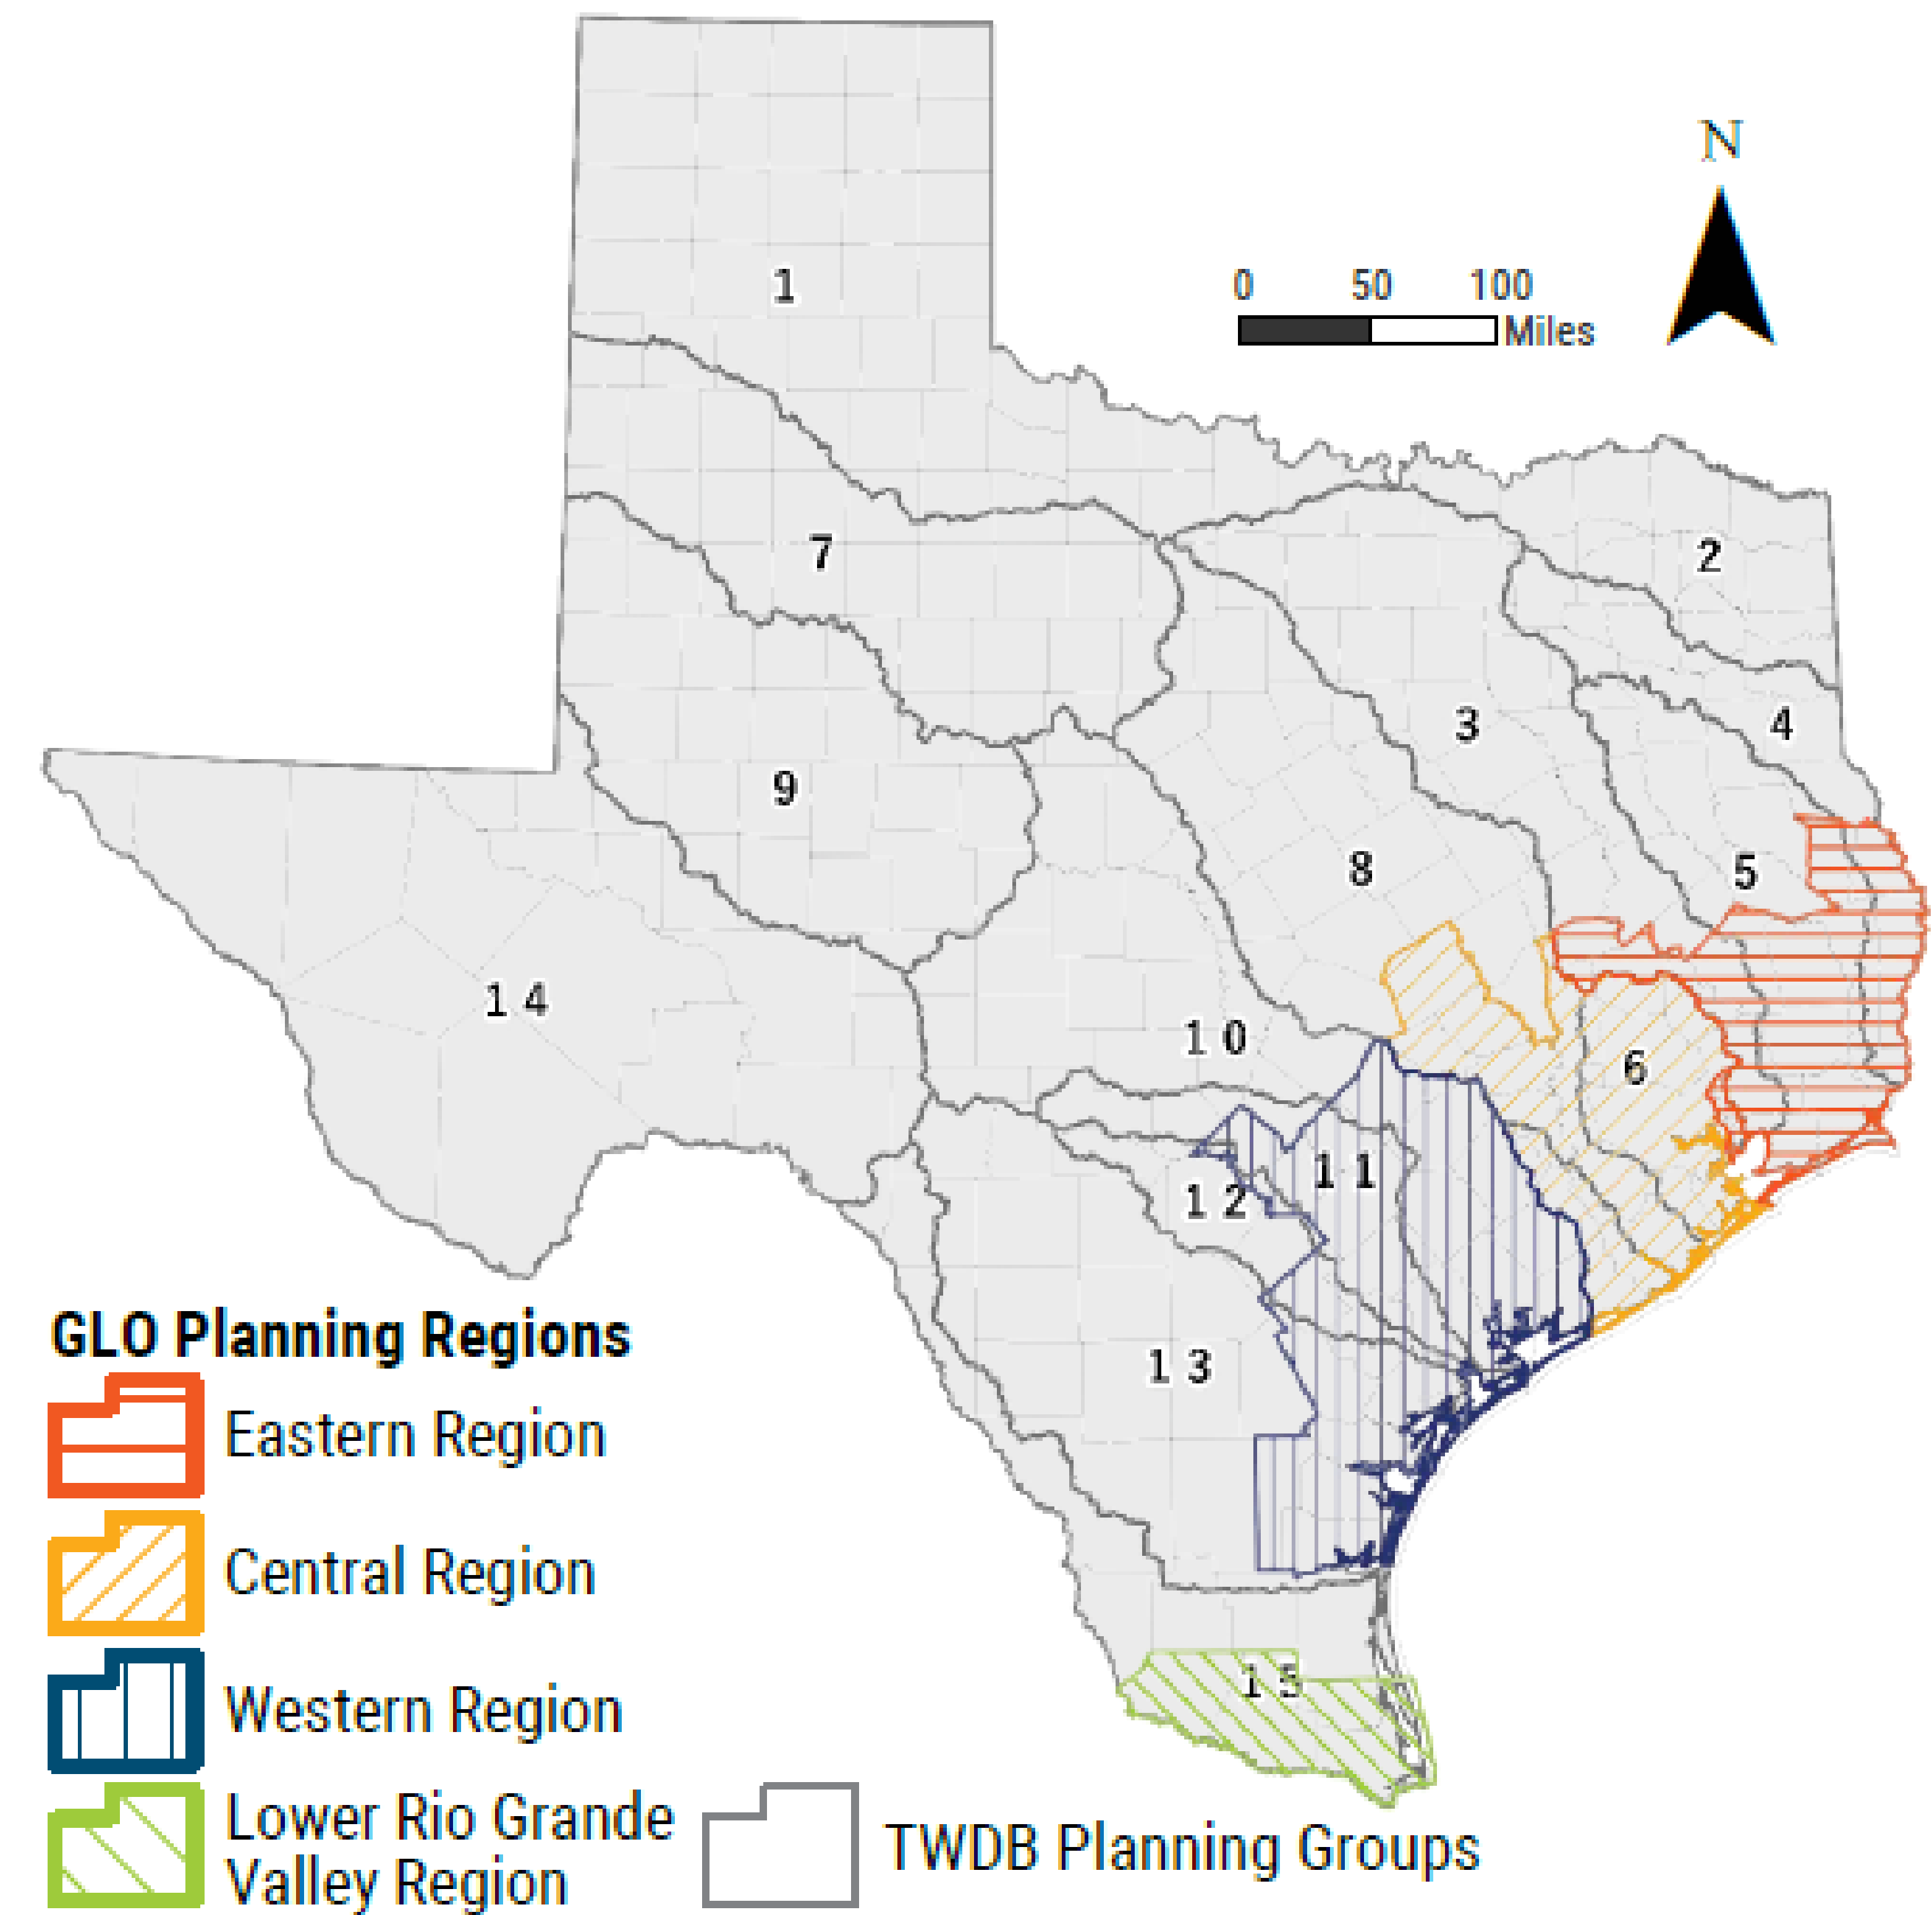 N
0 50 100
Miles
1
7
2
3
4
9
8
5
14
10
6
11
12
13
15
GLO Planning Regions
Eastern Region
Central Region
Western Region
Lower Rio Grande
Valley Region
TWDB Planning Groups